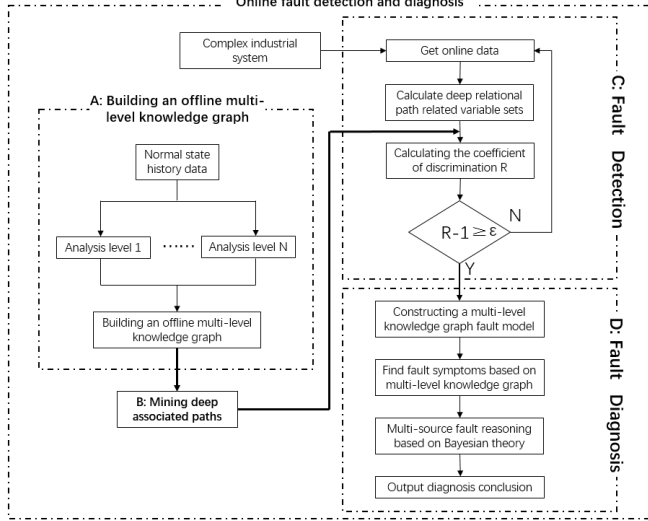 Online fault detection and diagnosis
Complex industrial
system
Get online data
Calculate deep relational
path related variable sets
Calculating the coefficient
of discrimination R
R-1≥ε
N
Y
C: Fault Detection
A: Building an offline multi-
level knowledge graph
Normal state
history data
Analysis level 1
······
Analysis level N
Building an offline multi-level
knowledge graph
B: Mining deep
associated paths
Constructing a multi-level
knowledge graph fault model
Find fault symptoms based on
multi-level knowledge graph
Multi-source fault reasoning
based on Bayesian theory
Output diagnosis conclusion
D: Fault Diagnosis